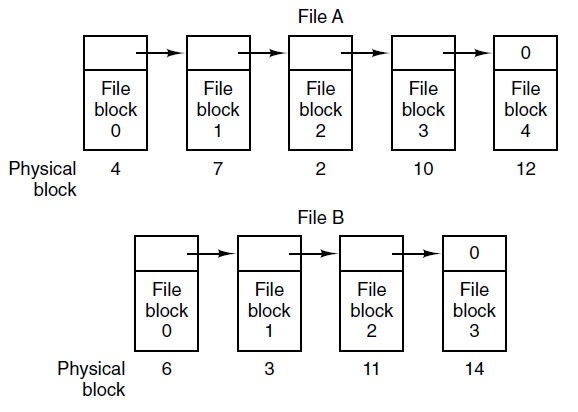 File A
0
File File File File File
block block block block block
0 1 2 3 4
Physical 4 7 2 10 12
block
File B
0
File File File File
block block block block
0 1 2 3
Physical 6 3 11 14
block